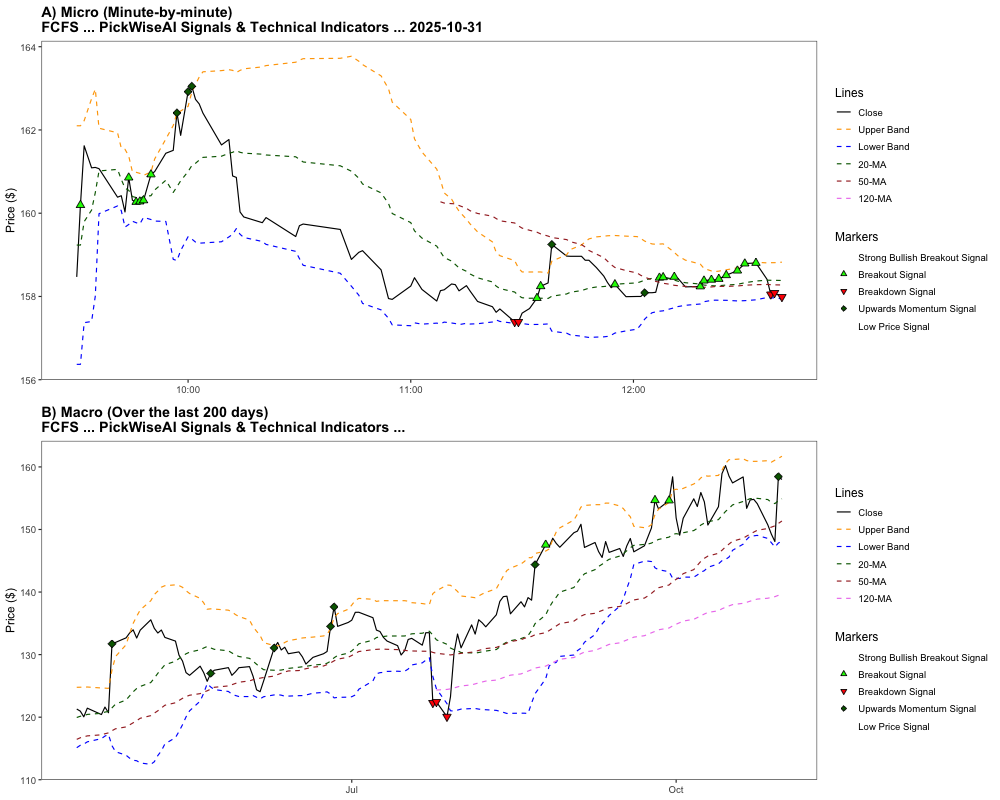 A) Micro (Minute-by-minute)
FCFS ... PickWiseAI Signals & Technical Indicators ... 2025-10-31
Price ($)
164
162
160
158
156
10:00
11:00
12:00
Lines
Close
Upper Band
Lower Band
20-MA
50-MA
120-MA
Markers
Strong Bullish Breakout Signal
Breakout Signal
Breakdown Signal
Upwards Momentum Signal
Low Price Signal
B) Macro (Over the last 200 days)
FCFS ... PickWiseAI Signals & Technical Indicators ...
Price ($)
160
150
140
130
120
110
Jul
Oct
Lines
Close
Upper Band
Lower Band
20-MA
50-MA
120-MA
Markers
Strong Bullish Breakout Signal
Breakout Signal
Breakdown Signal
Upwards Momentum Signal
Low Price Signal